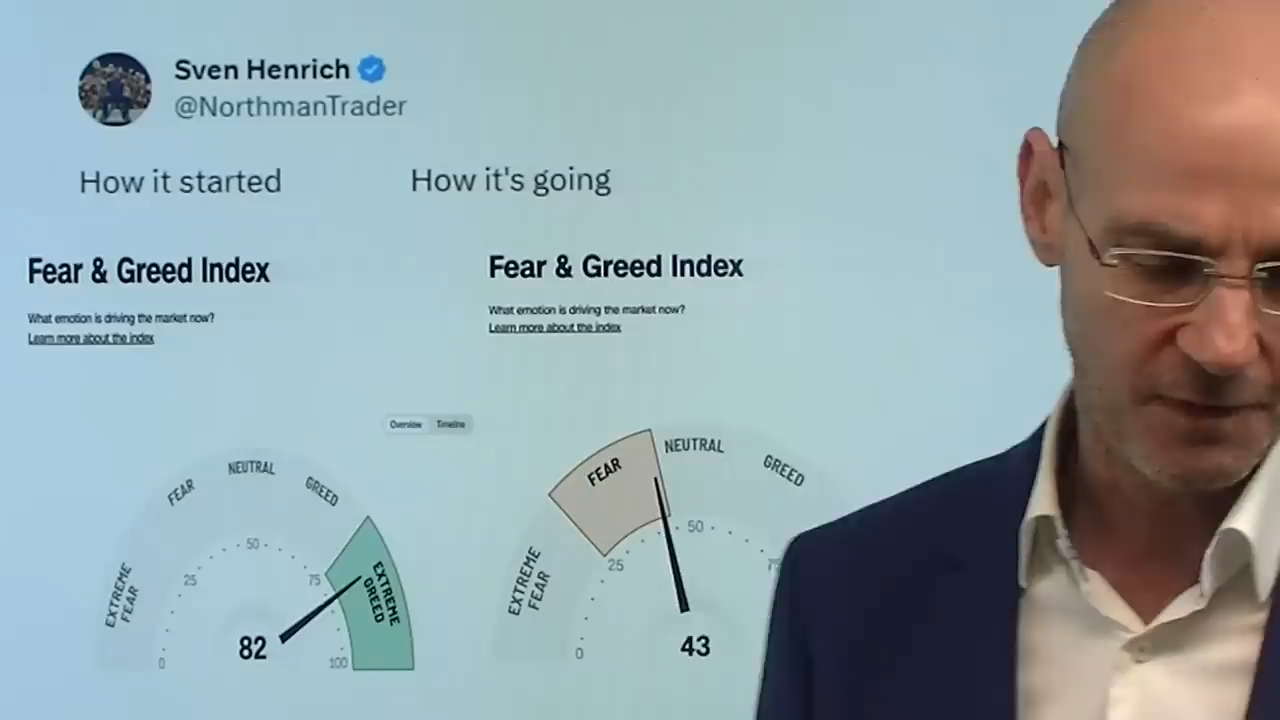 Sven Henrich
@NorthmanTrader
How it started
How it's going
Fear & Greed Index
What emotion is driving the market now?
Learn more about the index
Fear & Greed Index
What emotion is driving the market now?
Learn more about the index
Overview Timeline
EXTREME FEAR
FEAR
NEUTRAL
GREED
EXTREME GREED
0
25
50
75
100
82
EXTREME FEAR
FEAR
NEUTRAL
GREED
0
25
50
43